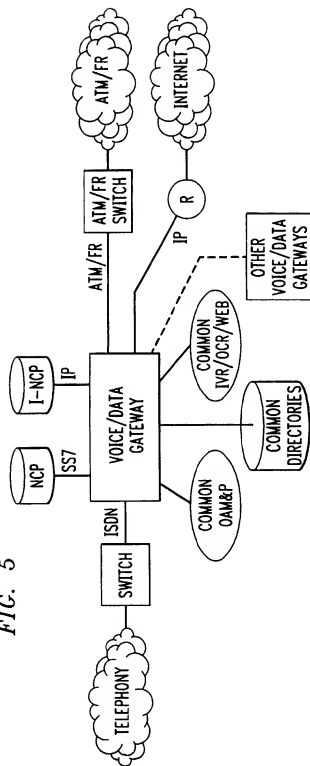 FIG. 5
TELEPHONY
SWITCH
ISDN
NCP
SS7
I-NCP
IP
VOICE/DATA
GATEWAY
ATM/FR
ATM/FR
SWITCH
ATM/FR
IP
R
INTERNET
COMMON
OAM&P
COMMON
DIRECTORIES
COMMON
IVR/OCR/WEB
OTHER
VOICE/DATA
GATEWAYS